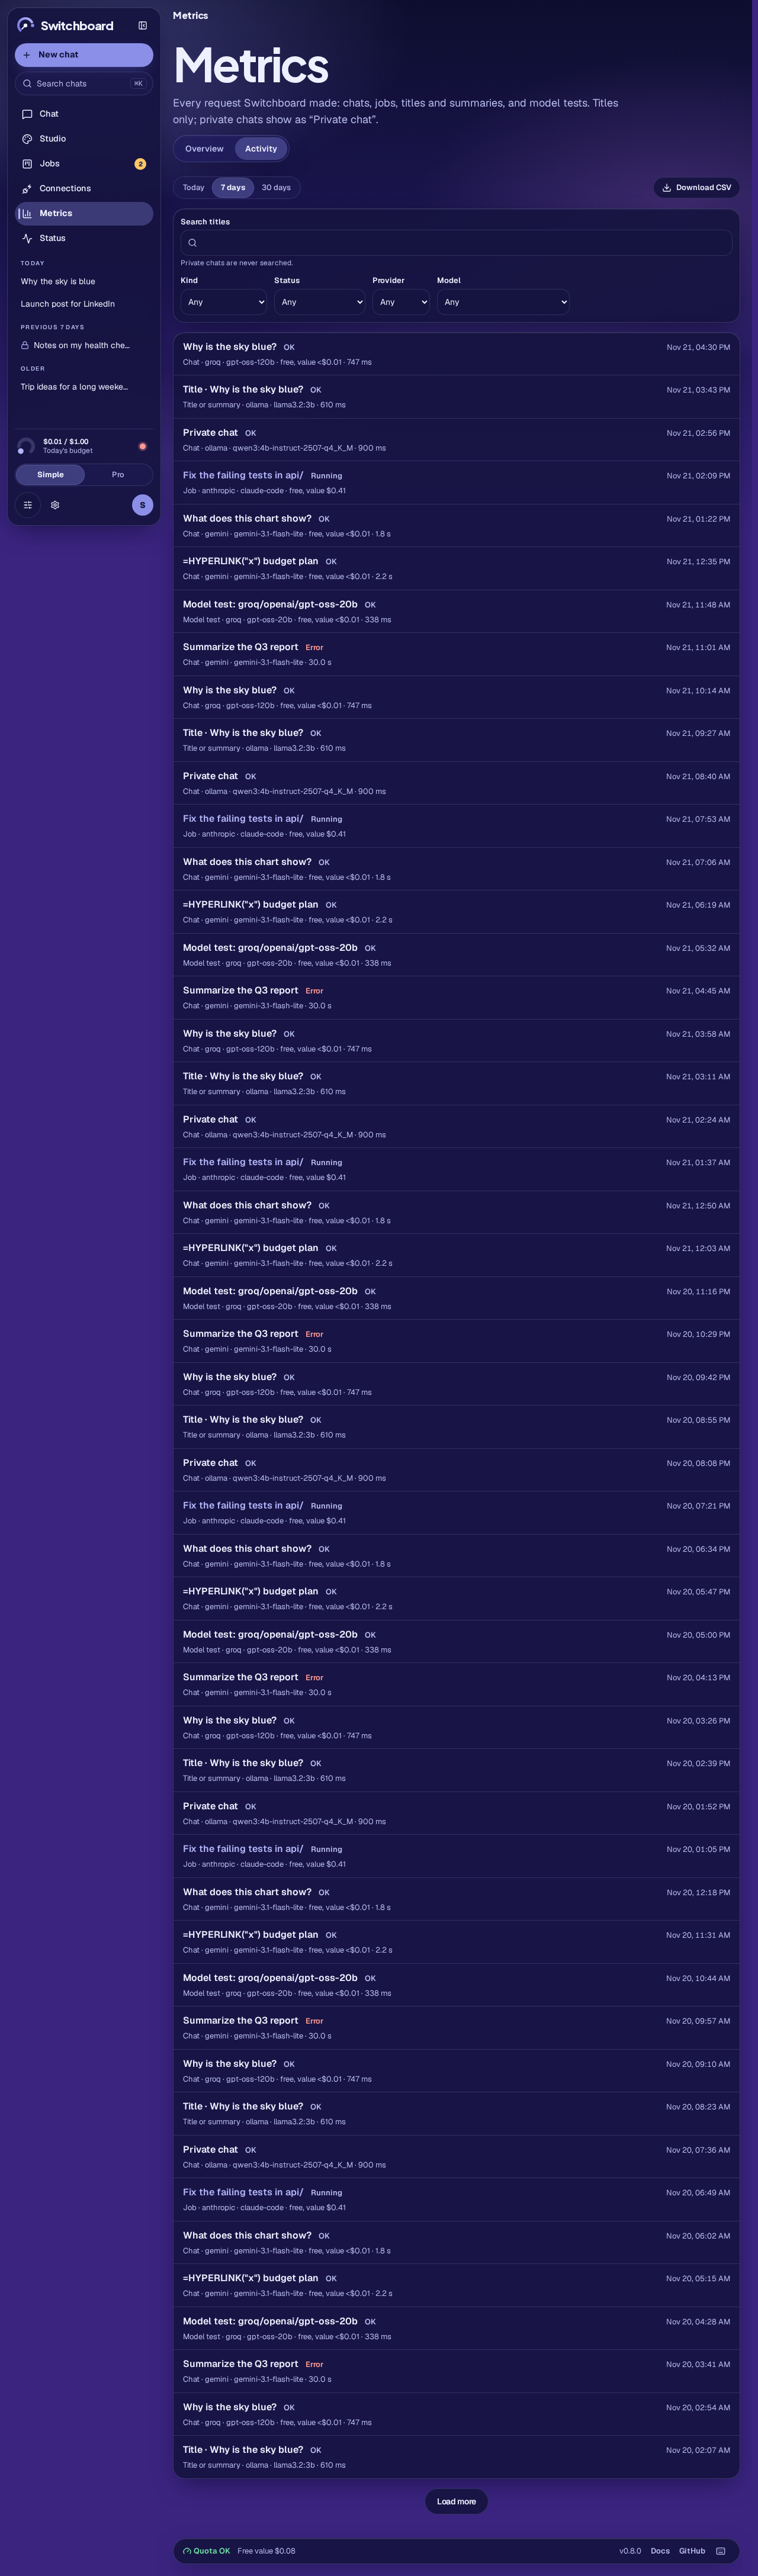 Switchboard
New chat
Search chats ⌘K
Chat
Studio
Jobs 2
Connections
Metrics
Status
TODAY
Why the sky is blue
Launch post for LinkedIn
PREVIOUS 7 DAYS
Notes on my health che...
OLDER
Trip ideas for a long weeke...
$0.01 / $1.00
Today's budget
Simple Pro
S
Metrics
Metrics
Every request Switchboard made: chats, jobs, titles and summaries, and model tests. Titles
only; private chats show as “Private chat”.
Overview Activity
Today 7 days 30 days Download CSV
Search titles
Private chats are never searched.
Kind Status Provider Model
Any Any Any Any
Why is the sky blue? OK Nov 21, 04:30 PM
Chat · groq · gpt-oss-120b · free, value <$0.01 · 747 ms
Title · Why is the sky blue? OK Nov 21, 03:43 PM
Title or summary · ollama · llama3.2:3b · 610 ms
Private chat OK Nov 21, 02:56 PM
Chat · ollama · qwen3:4b-instruct-2507-q4_K_M · 900 ms
Fix the failing tests in api/ Running Nov 21, 02:09 PM
Job · anthropic · claude-code · free, value $0.41
What does this chart show? OK Nov 21, 01:22 PM
Chat · gemini · gemini-3.1-flash-lite · free, value <$0.01 · 1.8 s
=HYPERLINK("x") budget plan OK Nov 21, 12:35 PM
Chat · gemini · gemini-3.1-flash-lite · free, value <$0.01 · 2.2 s
Model test: groq/openai/gpt-oss-20b OK Nov 21, 11:48 AM
Model test · groq · gpt-oss-20b · free, value <$0.01 · 338 ms
Summarize the Q3 report Error Nov 21, 11:01 AM
Chat · gemini · gemini-3.1-flash-lite · 30.0 s
Why is the sky blue? OK Nov 21, 10:14 AM
Chat · groq · gpt-oss-120b · free, value <$0.01 · 747 ms
Title · Why is the sky blue? OK Nov 21, 09:27 AM
Title or summary · ollama · llama3.2:3b · 610 ms
Private chat OK Nov 21, 08:40 AM
Chat · ollama · qwen3:4b-instruct-2507-q4_K_M · 900 ms
Fix the failing tests in api/ Running Nov 21, 07:53 AM
Job · anthropic · claude-code · free, value $0.41
What does this chart show? OK Nov 21, 07:06 AM
Chat · gemini · gemini-3.1-flash-lite · free, value <$0.01 · 1.8 s
=HYPERLINK("x") budget plan OK Nov 21, 06:19 AM
Chat · gemini · gemini-3.1-flash-lite · free, value <$0.01 · 2.2 s
Model test: groq/openai/gpt-oss-20b OK Nov 21, 05:32 AM
Model test · groq · gpt-oss-20b · free, value <$0.01 · 338 ms
Summarize the Q3 report Error Nov 21, 04:45 AM
Chat · gemini · gemini-3.1-flash-lite · 30.0 s
Why is the sky blue? OK Nov 21, 03:58 AM
Chat · groq · gpt-oss-120b · free, value <$0.01 · 747 ms
Title · Why is the sky blue? OK Nov 21, 03:11 AM
Title or summary · ollama · llama3.2:3b · 610 ms
Private chat OK Nov 21, 02:24 AM
Chat · ollama · qwen3:4b-instruct-2507-q4_K_M · 900 ms
Fix the failing tests in api/ Running Nov 21, 01:37 AM
Job · anthropic · claude-code · free, value $0.41
What does this chart show? OK Nov 21, 12:50 AM
Chat · gemini · gemini-3.1-flash-lite · free, value <$0.01 · 1.8 s
=HYPERLINK("x") budget plan OK Nov 21, 12:03 AM
Chat · gemini · gemini-3.1-flash-lite · free, value <$0.01 · 2.2 s
Model test: groq/openai/gpt-oss-20b OK Nov 20, 11:16 PM
Model test · groq · gpt-oss-20b · free, value <$0.01 · 338 ms
Summarize the Q3 report Error Nov 20, 10:29 PM
Chat · gemini · gemini-3.1-flash-lite · 30.0 s
Why is the sky blue? OK Nov 20, 09:42 PM
Chat · groq · gpt-oss-120b · free, value <$0.01 · 747 ms
Title · Why is the sky blue? OK Nov 20, 08:55 PM
Title or summary · ollama · llama3.2:3b · 610 ms
Private chat OK Nov 20, 08:08 PM
Chat · ollama · qwen3:4b-instruct-2507-q4_K_M · 900 ms
Fix the failing tests in api/ Running Nov 20, 07:21 PM
Job · anthropic · claude-code · free, value $0.41
What does this chart show? OK Nov 20, 06:34 PM
Chat · gemini · gemini-3.1-flash-lite · free, value <$0.01 · 1.8 s
=HYPERLINK("x") budget plan OK Nov 20, 05:47 PM
Chat · gemini · gemini-3.1-flash-lite · free, value <$0.01 · 2.2 s
Model test: groq/openai/gpt-oss-20b OK Nov 20, 05:00 PM
Model test · groq · gpt-oss-20b · free, value <$0.01 · 338 ms
Summarize the Q3 report Error Nov 20, 04:13 PM
Chat · gemini · gemini-3.1-flash-lite · 30.0 s
Why is the sky blue? OK Nov 20, 03:26 PM
Chat · groq · gpt-oss-120b · free, value <$0.01 · 747 ms
Title · Why is the sky blue? OK Nov 20, 02:39 PM
Title or summary · ollama · llama3.2:3b · 610 ms
Private chat OK Nov 20, 01:52 PM
Chat · ollama · qwen3:4b-instruct-2507-q4_K_M · 900 ms
Fix the failing tests in api/ Running Nov 20, 01:05 PM
Job · anthropic · claude-code · free, value $0.41
What does this chart show? OK Nov 20, 12:18 PM
Chat · gemini · gemini-3.1-flash-lite · free, value <$0.01 · 1.8 s
=HYPERLINK("x") budget plan OK Nov 20, 11:31 AM
Chat · gemini · gemini-3.1-flash-lite · free, value <$0.01 · 2.2 s
Model test: groq/openai/gpt-oss-20b OK Nov 20, 10:44 AM
Model test · groq · gpt-oss-20b · free, value <$0.01 · 338 ms
Summarize the Q3 report Error Nov 20, 09:57 AM
Chat · gemini · gemini-3.1-flash-lite · 30.0 s
Why is the sky blue? OK Nov 20, 09:10 AM
Chat · groq · gpt-oss-120b · free, value <$0.01 · 747 ms
Title · Why is the sky blue? OK Nov 20, 08:23 AM
Title or summary · ollama · llama3.2:3b · 610 ms
Private chat OK Nov 20, 07:36 AM
Chat · ollama · qwen3:4b-instruct-2507-q4_K_M · 900 ms
Fix the failing tests in api/ Running Nov 20, 06:49 AM
Job · anthropic · claude-code · free, value $0.41
What does this chart show? OK Nov 20, 06:02 AM
Chat · gemini · gemini-3.1-flash-lite · free, value <$0.01 · 1.8 s
=HYPERLINK("x") budget plan OK Nov 20, 05:15 AM
Chat · gemini · gemini-3.1-flash-lite · free, value <$0.01 · 2.2 s
Model test: groq/openai/gpt-oss-20b OK Nov 20, 04:28 AM
Model test · groq · gpt-oss-20b · free, value <$0.01 · 338 ms
Summarize the Q3 report Error Nov 20, 03:41 AM
Chat · gemini · gemini-3.1-flash-lite · 30.0 s
Why is the sky blue? OK Nov 20, 02:54 AM
Chat · groq · gpt-oss-120b · free, value <$0.01 · 747 ms
Title · Why is the sky blue? OK Nov 20, 02:07 AM
Title or summary · ollama · llama3.2:3b · 610 ms
Load more
Quota OK Free value $0.08 v0.8.0 Docs GitHub